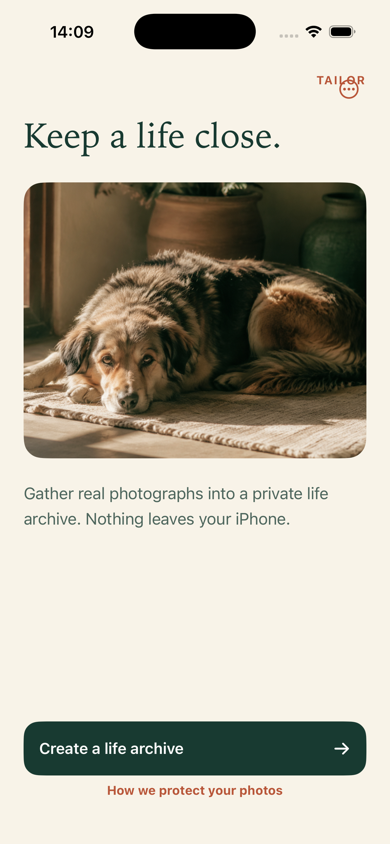 14:09
TAILOR
Keep a life close.
Gather real photographs into a private life
archive. Nothing leaves your iPhone.
Create a life archive
How we protect your photos